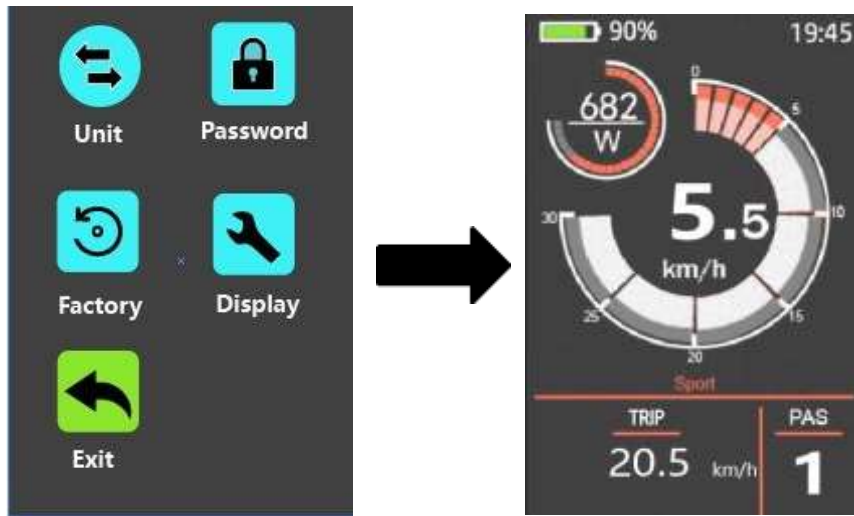 Unit
Password
Factory
Display
Exit
90%
19:45
682
W
0
5
10
15
20
25
30
5.5
km/h
Sport
TRIP
PAS
20.5 km/h
1